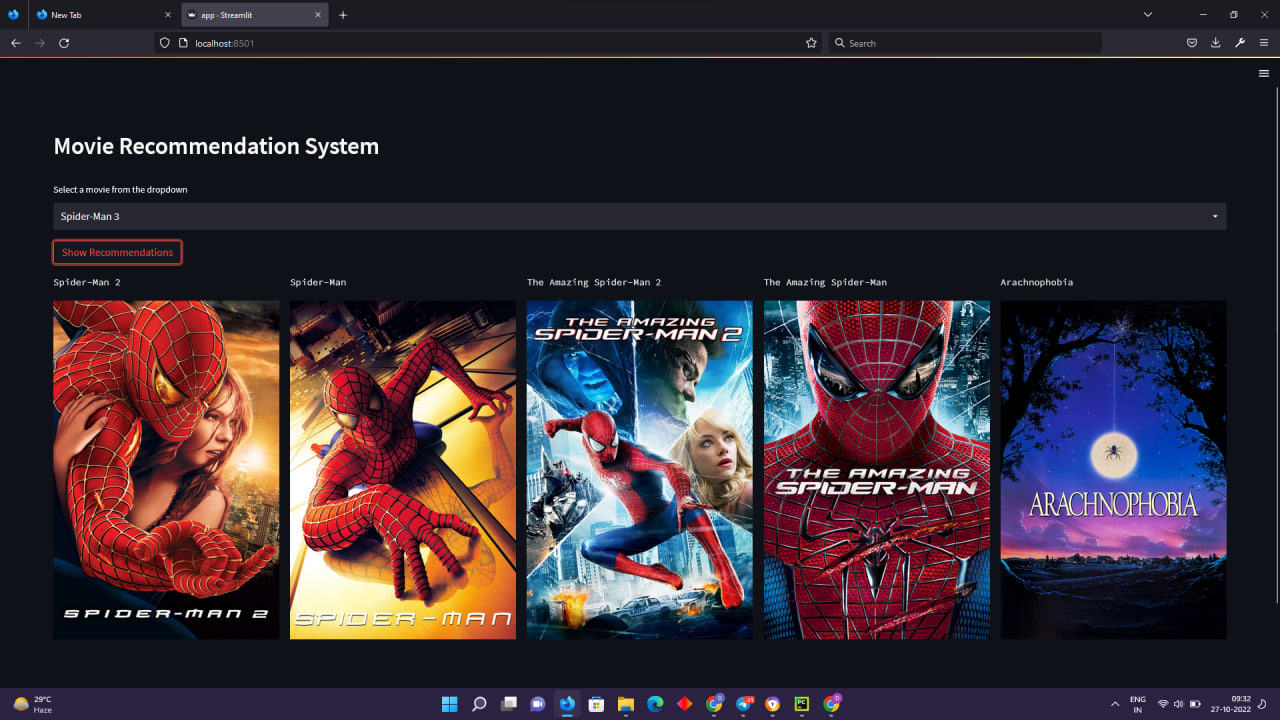 New Tab
app · Streamlit
localhost:8501
Search
Movie Recommendation System
Select a movie from the dropdown
Spider-Man 3
Show Recommendations
Spider-Man 2
Spider-Man
The Amazing Spider-Man 2
The Amazing Spider-Man
Arachnophobia
SPIDER-MAN 2
SPIDER-MAN
THE AMAZING
SPIDER-MAN 2
THE AMAZING
SPIDER-MAN
ARACHNOPHOBIA
29°C
Haze
ENG
IN
09:32
27-10-2022